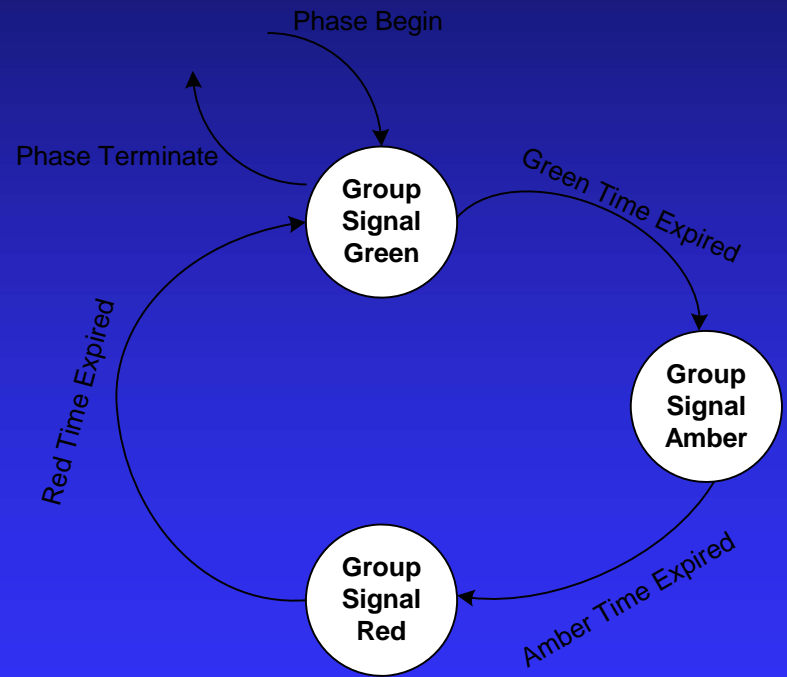 Phase Begin
Phase Terminate
Group
Signal
Green
Green Time Expired
Group
Signal
Amber
Red Time Expired
Group
Signal
Red
Amber Time Expired